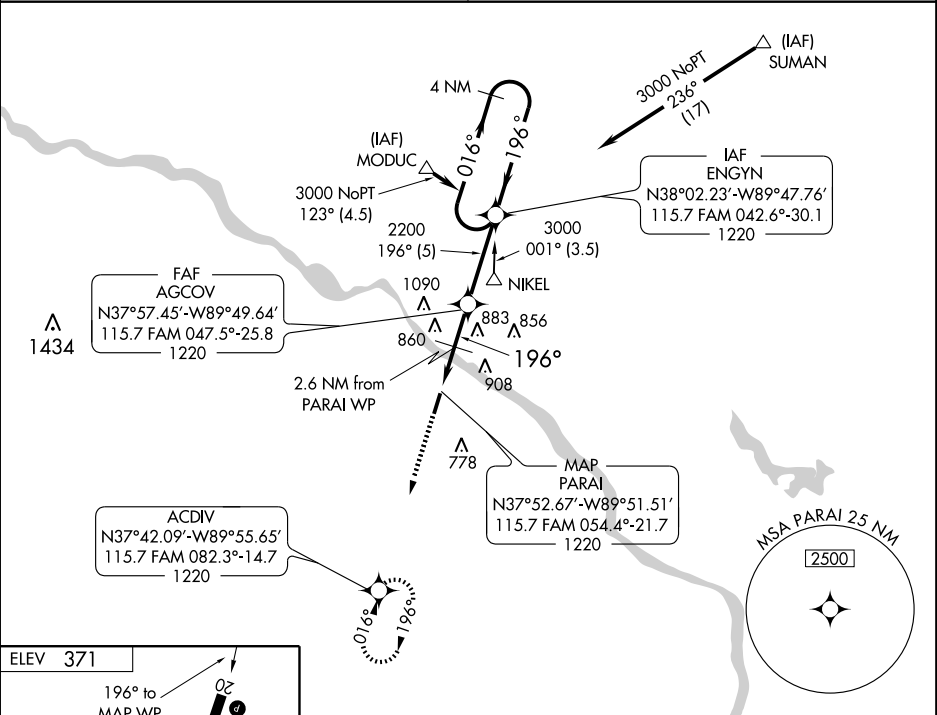 (IAF)
SUMAN
3000 NoPT
236°
(17)
4 NM
016°
196°
(IAF)
MODUC
3000 NoPT
123° (4.5)
IAF
ENGYN
N38°02.23'-W89°47.76'
115.7 FAM 042.6°-30.1
1220
2200
196° (5)
3000
001° (3.5)
NIKEL
FAF
AGCOV
N37°57.45'-W89°49.64'
115.7 FAM 047.5°-25.8
1220
1434
1090
883
856
860
196°
908
2.6 NM from
PARAI WP
778
MAP
PARAI
N37°52.67'-W89°51.51'
115.7 FAM 054.4°-21.7
1220
ACDIV
N37°42.09'-W89°55.65'
115.7 FAM 082.3°-14.7
1220
016°
196°
MSA PARAI 25 NM
2500
ELEV 371
196° to
MAP WP
20
P